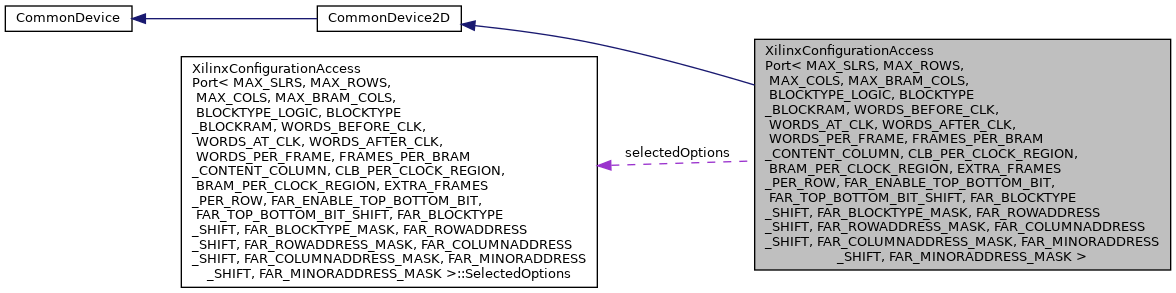 CommonDevice
CommonDevice2D
XilinxConfigurationAccess
Port< MAX_SLRS, MAX_ROWS,
MAX_COLS, MAX_BRAM_COLS,
BLOCKTYPE_LOGIC, BLOCKTYPE
_BLOCKRAM, WORDS_BEFORE_CLK,
WORDS_AT_CLK, WORDS_AFTER_CLK,
WORDS_PER_FRAME, FRAMES_PER_BRAM
_CONTENT_COLUMN, CLB_PER_CLOCK_REGION,
BRAM_PER_CLOCK_REGION, EXTRA_FRAMES
_PER_ROW, FAR_ENABLE_TOP_BOTTOM_BIT,
FAR_TOP_BOTTOM_BIT_SHIFT, FAR_BLOCKTYPE
_SHIFT, FAR_BLOCKTYPE_MASK, FAR_ROWADDRESS
_SHIFT, FAR_ROWADDRESS_MASK, FAR_COLUMNADDRESS
_SHIFT, FAR_COLUMNADDRESS_MASK, FAR_MINORADDRESS
_SHIFT, FAR_MINORADDRESS_MASK >::SelectedOptions
selectedOptions
XilinxConfigurationAccess
Port< MAX_SLRS, MAX_ROWS,
MAX_COLS, MAX_BRAM_COLS,
BLOCKTYPE_LOGIC, BLOCKTYPE
_BLOCKRAM, WORDS_BEFORE_CLK,
WORDS_AT_CLK, WORDS_AFTER_CLK,
WORDS_PER_FRAME, FRAMES_PER_BRAM
_CONTENT_COLUMN, CLB_PER_CLOCK_REGION,
BRAM_PER_CLOCK_REGION, EXTRA_FRAMES
_PER_ROW, FAR_ENABLE_TOP_BOTTOM_BIT,
FAR_TOP_BOTTOM_BIT_SHIFT, FAR_BLOCKTYPE
_SHIFT, FAR_BLOCKTYPE_MASK, FAR_ROWADDRESS
_SHIFT, FAR_ROWADDRESS_MASK, FAR_COLUMNADDRESS
_SHIFT, FAR_COLUMNADDRESS_MASK, FAR_MINORADDRESS
_SHIFT, FAR_MINORADDRESS_MASK >